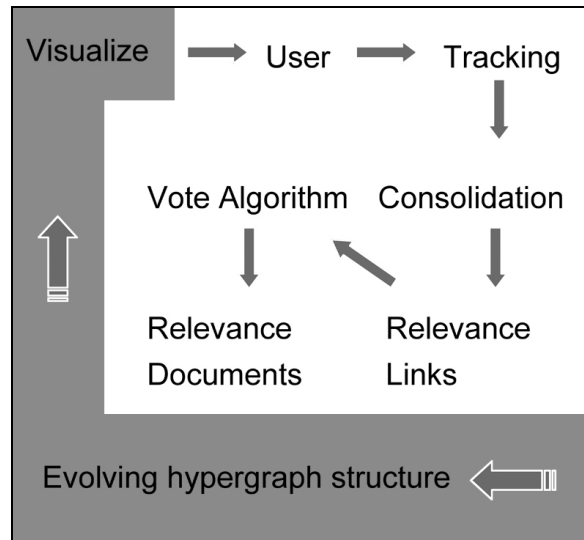 Visualize User Tracking
Vote Algorithm Consolidation
Relevance Relevance
Documents Links
Evolving hypergraph structure